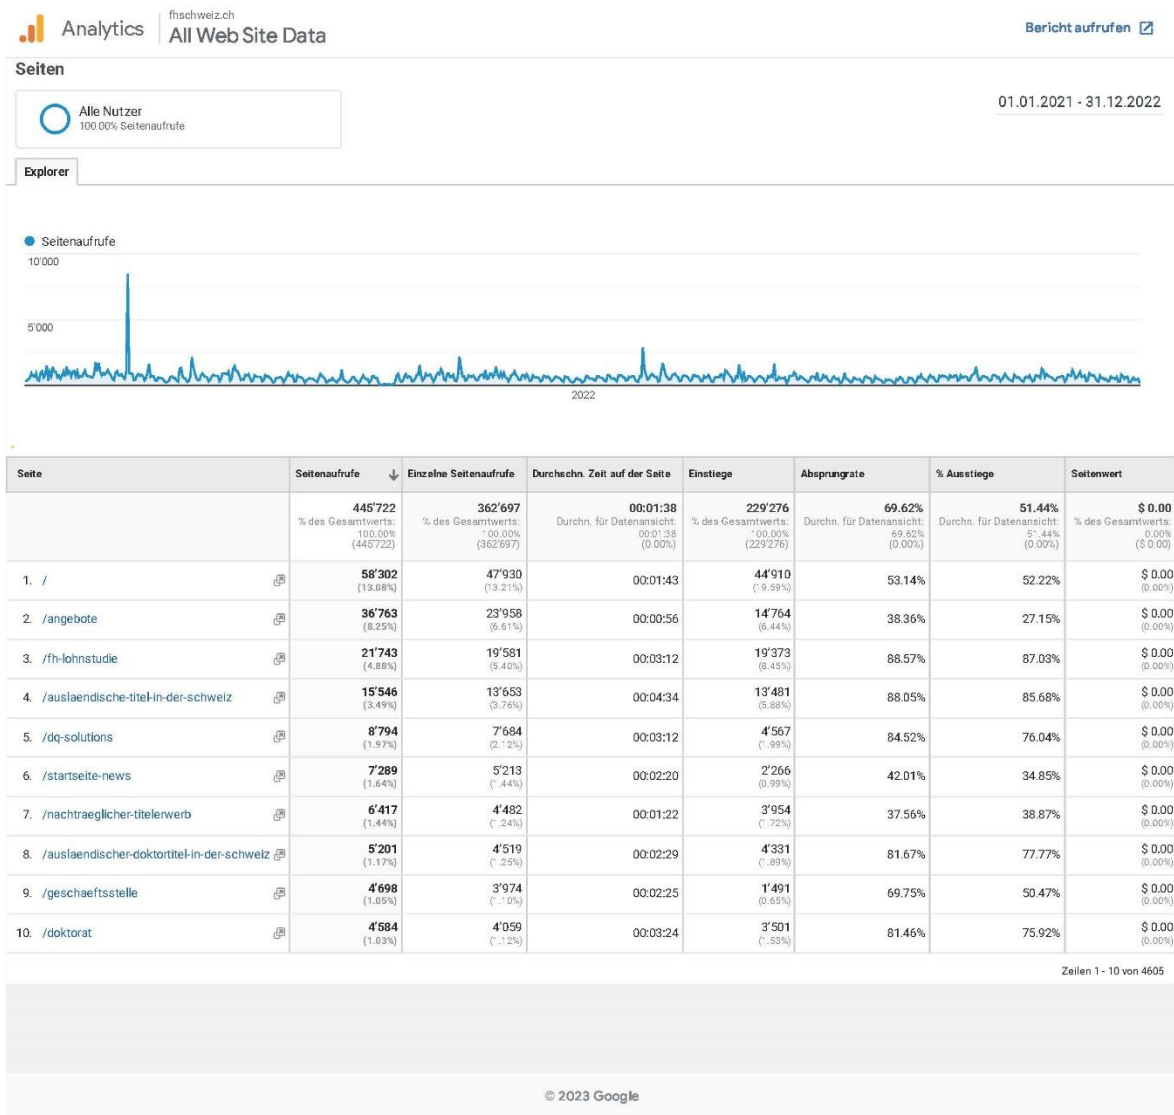 Analytics
fhschweiz.ch
All Web Site Data
Bericht aufrufen
Seiten
Alle Nutzer
100.00% Seitenaufrufe
01.01.2021 - 31.12.2022
Explorer
Seitenaufrufe
10'000
5'000
2022
Seite Seitenaufrufe Einzelne Seitenaufrufe Durchschn. Zeit auf der Seite Einstiege Absprungrate % Ausstiege Seitenwert
445'722 362'697 00:01:38 229'276 69.62% 51.44% $ 0.00
% des Gesamtwerts: % des Gesamtwerts: Durchn. für Datenansicht: % des Gesamtwerts: Durchn. für Datenansicht: Durchn. für Datenansicht: % des Gesamtwerts:
100.00% 100.00% 00:01:38 100.00% 69.62% 51.44% 0.00%
(445'722) (362'697) (0.00%) (229'276) (0.00%) (0.00%) ($ 0.00)
1. / 58'302 47'930 00:01:43 44'910 53.14% 52.22% $ 0.00
(13.08%) (13.21%) (19.59%) (0.00%)
2. /angebote 36'763 23'958 00:00:56 14'764 38.36% 27.15% $ 0.00
(8.25%) (6.61%) (6.44%) (0.00%)
3. /fh-lohnstudie 21'743 19'581 00:03:12 19'373 88.57% 87.03% $ 0.00
(4.88%) (5.40%) (8.45%) (0.00%)
4. /auslaendische-titel-in-der-schweiz 15'546 13'653 00:04:34 13'481 88.05% 85.68% $ 0.00
(3.49%) (3.76%) (5.88%) (0.00%)
5. /dq-solutions 8'794 7'684 00:03:12 4'567 84.52% 76.04% $ 0.00
(1.97%) (2.12%) (1.99%) (0.00%)
6. /startseite-news 7'289 5'213 00:02:20 2'266 42.01% 34.85% $ 0.00
(1.64%) (1.44%) (0.99%) (0.00%)
7. /nachtraeglicher-titelerwerb 6'417 4'482 00:01:22 3'954 37.56% 38.87% $ 0.00
(1.44%) (1.24%) (1.72%) (0.00%)
8. /auslaendischer-doktortitel-in-der-schweiz 5'201 4'519 00:02:29 4'331 81.67% 77.77% $ 0.00
(1.17%) (1.25%) (1.89%) (0.00%)
9. /geschaeftsstelle 4'698 3'974 00:02:25 1'491 69.75% 50.47% $ 0.00
(1.05%) (1.10%) (0.65%) (0.00%)
10. /doktorat 4'584 4'059 00:03:24 3'501 81.46% 75.92% $ 0.00
(1.03%) (1.12%) (1.53%) (0.00%)
Zeilen 1 - 10 von 4605
© 2023 Google